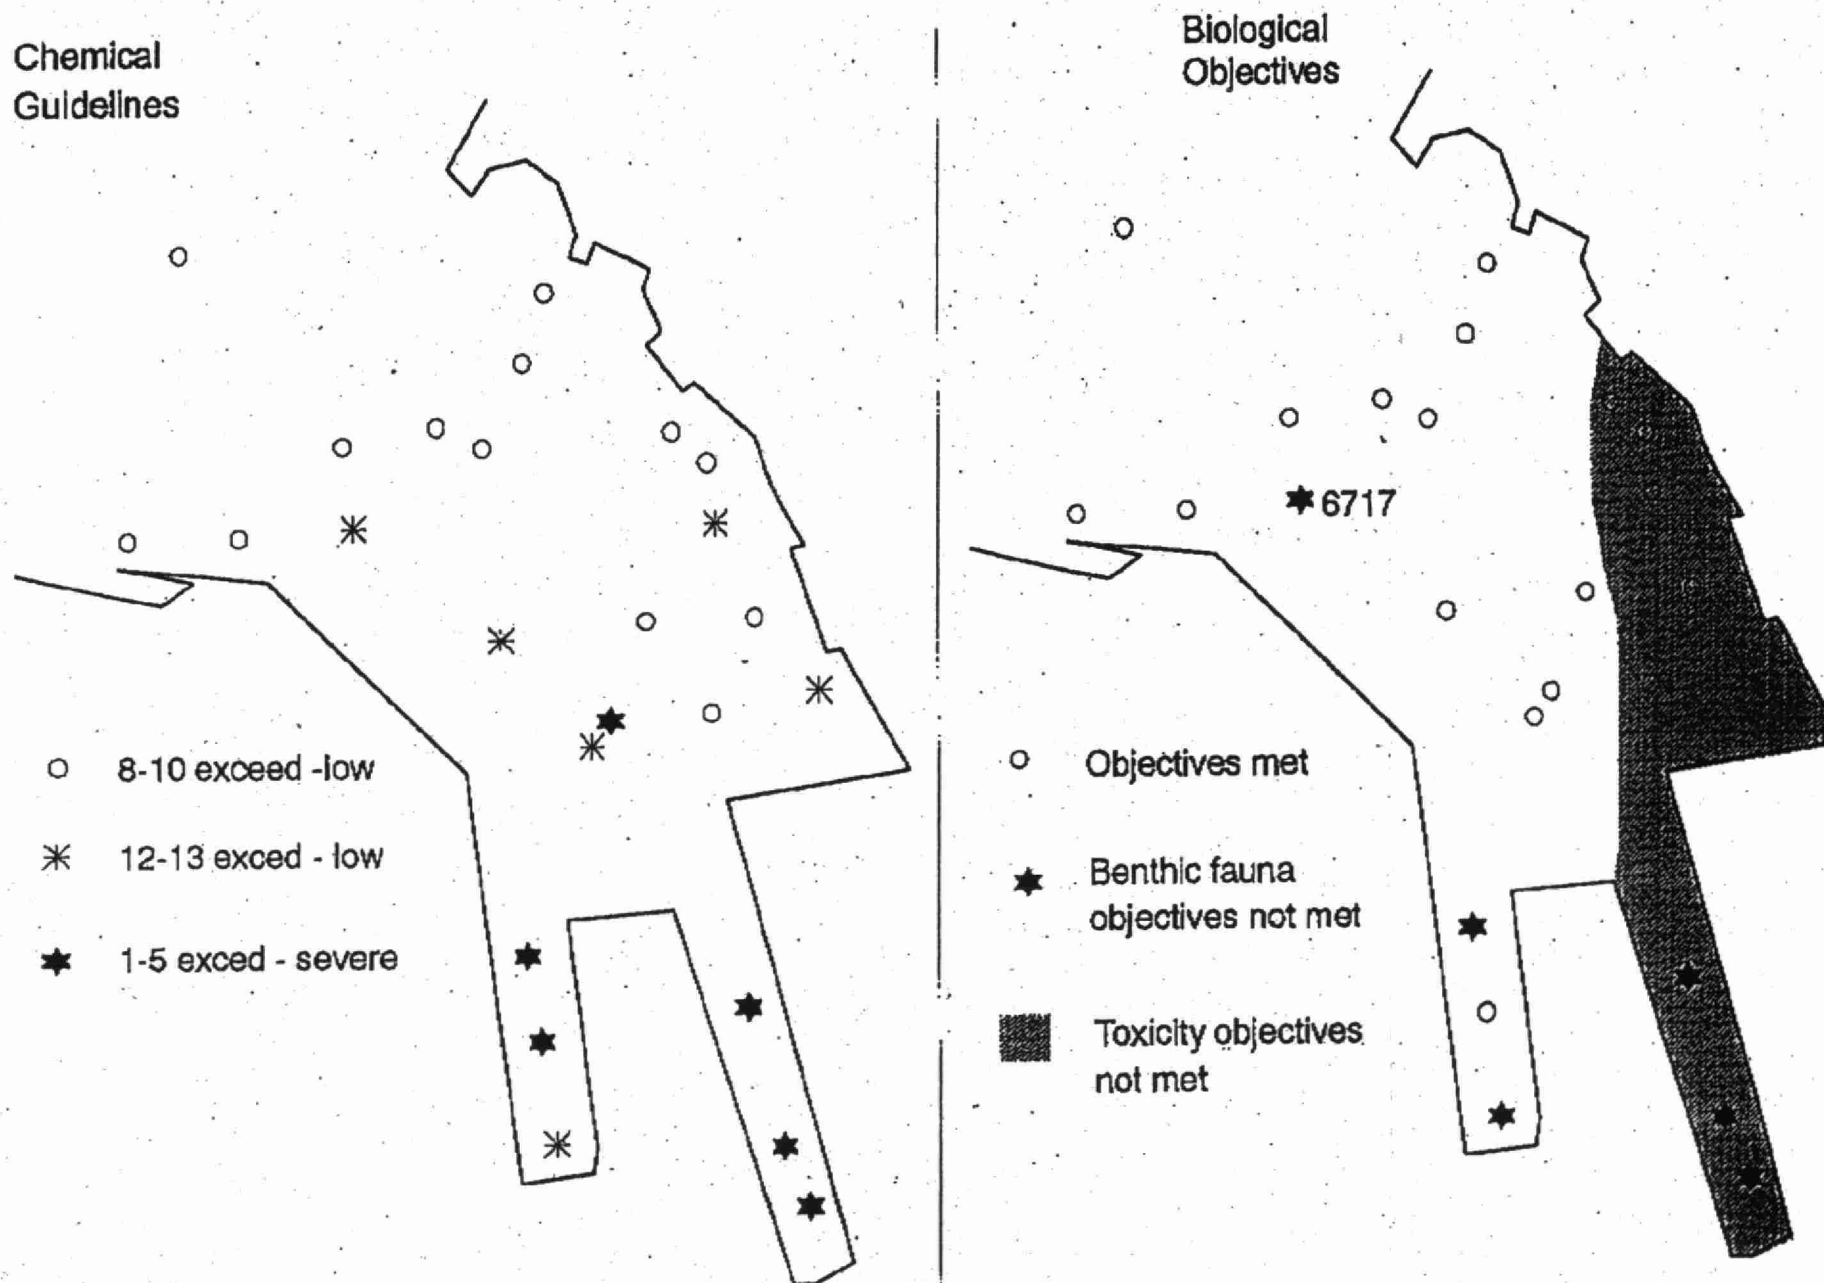 Chemical
Guidelines
8-10 exceed -low
12-13 exced - low
1-5 exced - severe
Biological
Objectives
6717
Objectives met
Benthic fauna
objectives not met
Toxicity objectives
not met